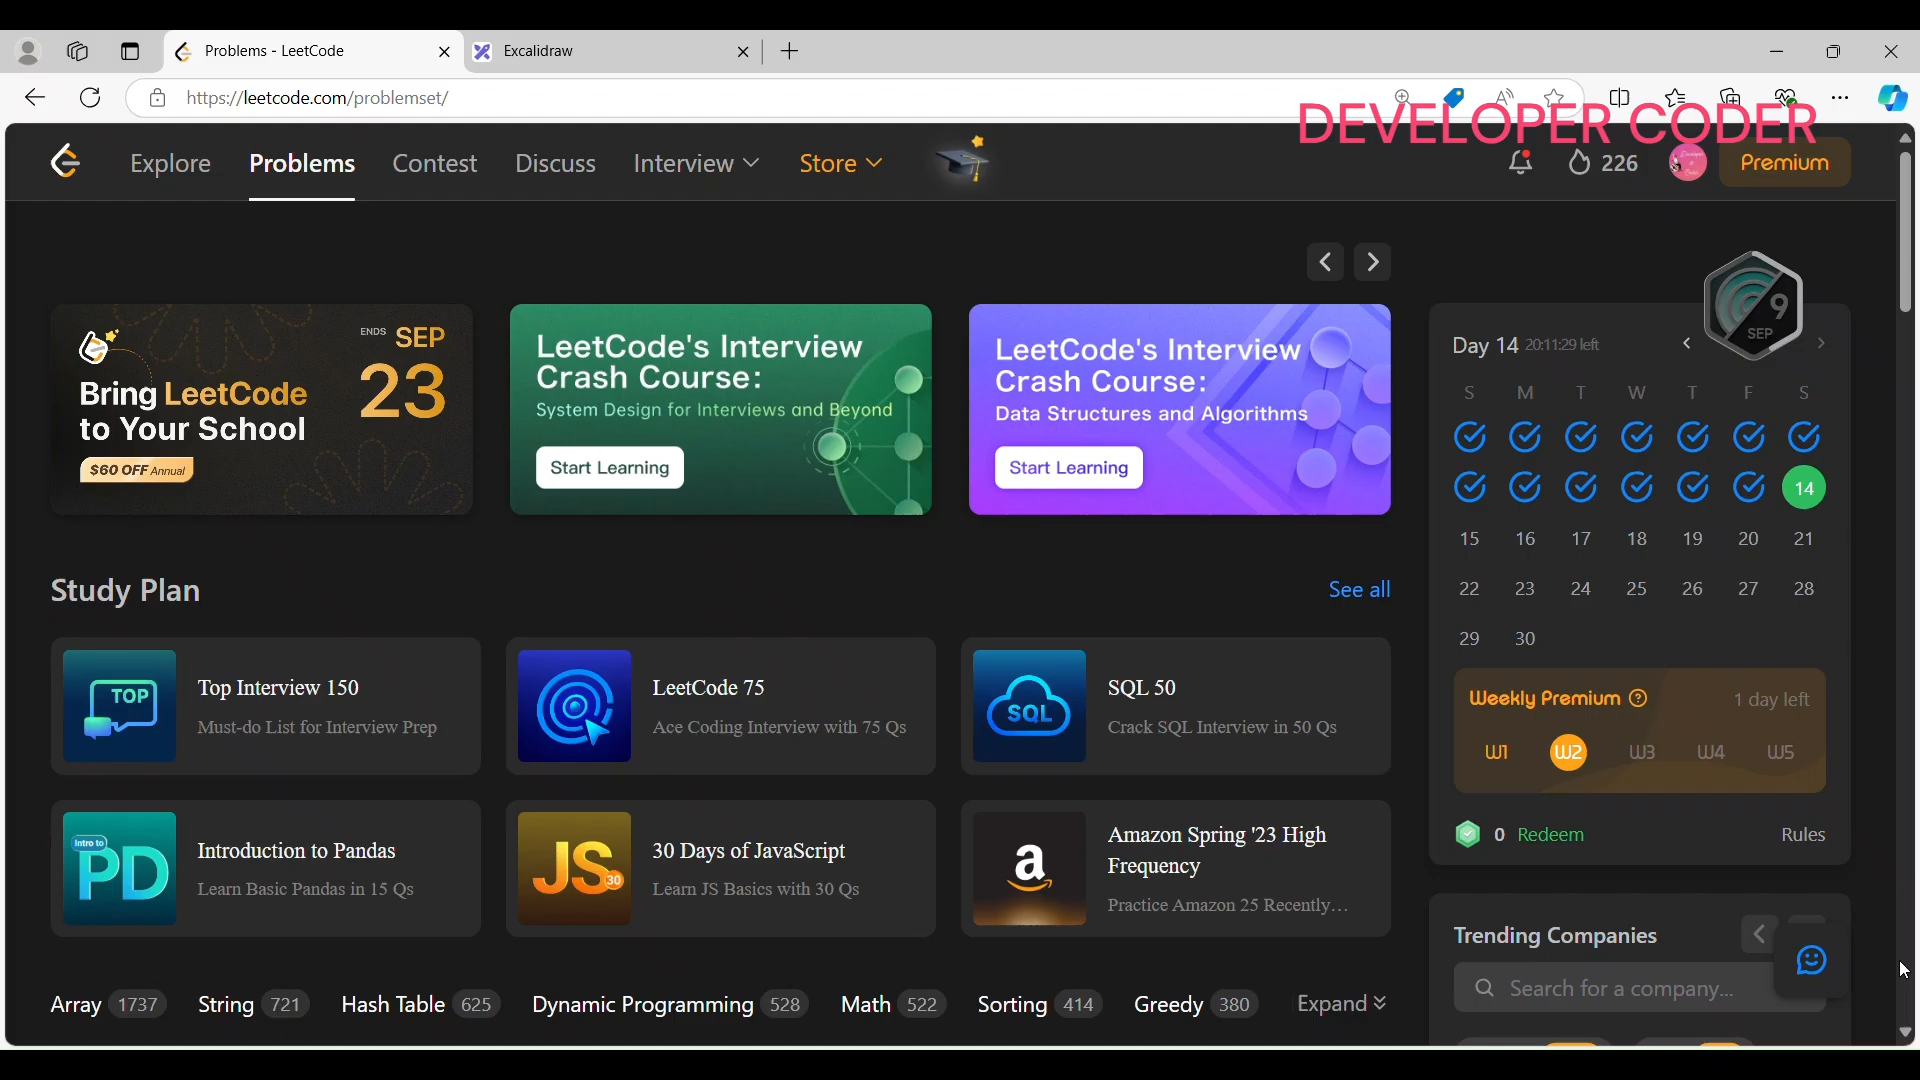 Problems - LeetCode
Excalidraw
https://leetcode.com/problemset/
DEVELOPER CODER
Explore
Problems
Contest
Discuss
Interview
Store
226
Premium
ENDS SEP
23
Bring LeetCode
to Your School
$60 OFF Annual
LeetCode's Interview
Crash Course:
System Design for Interviews and Beyond
Start Learning
LeetCode's Interview
Crash Course:
Data Structures and Algorithms
Start Learning
9
SEP
Day 14 20:11:29 left
S M T W T F S
14
15 16 17 18 19 20 21
22 23 24 25 26 27 28
29 30
Weekly Premium ? 1 day left
W1 W2 W3 W4 W5
0 Redeem Rules
Study Plan
See all
TOP
Top Interview 150
Must-do List for Interview Prep
LeetCode 75
Ace Coding Interview with 75 Qs
SQL
SQL 50
Crack SQL Interview in 50 Qs
Intro to
PD
Introduction to Pandas
Learn Basic Pandas in 15 Qs
JS 30
30 Days of JavaScript
Learn JS Basics with 30 Qs
a
Amazon Spring '23 High
Frequency
Practice Amazon 25 Recently...
Trending Companies
Search for a company...
Array 1737 String 721 Hash Table 625 Dynamic Programming 528 Math 522 Sorting 414 Greedy 380 Expand